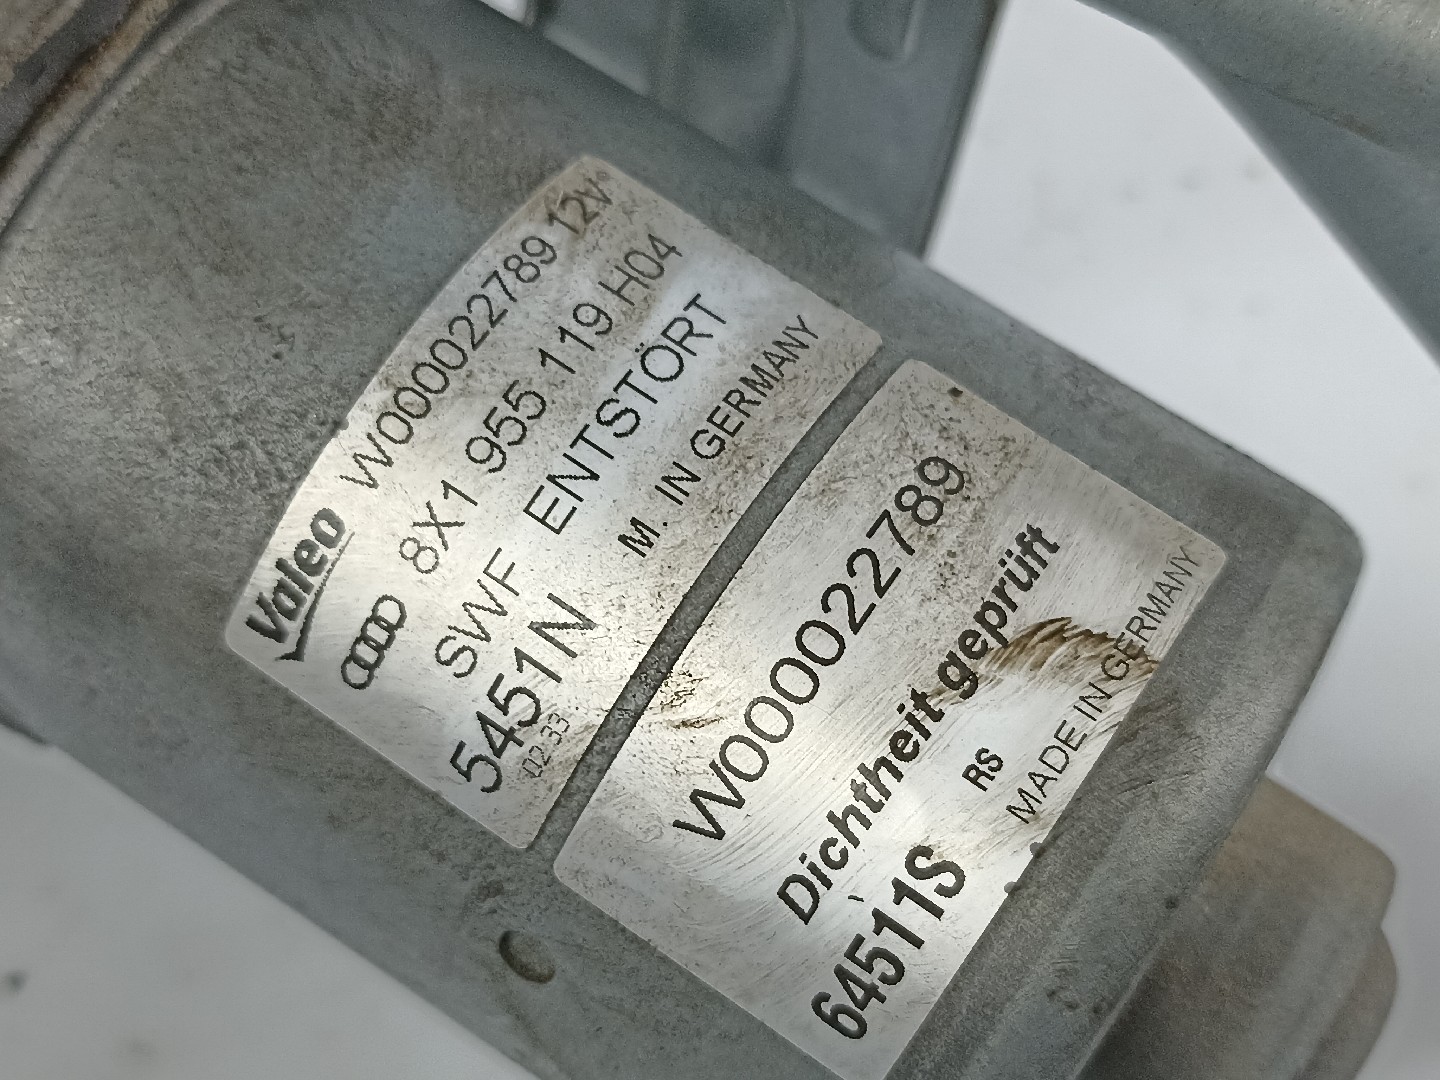 Valeo W000022789 12V
8X1 955 119 H04
SWF ENTSTÖRT
5451N M. IN GERMANY
02 33
W000022789
Dichtheit geprüft
64511S RS
MADE IN GERMANY